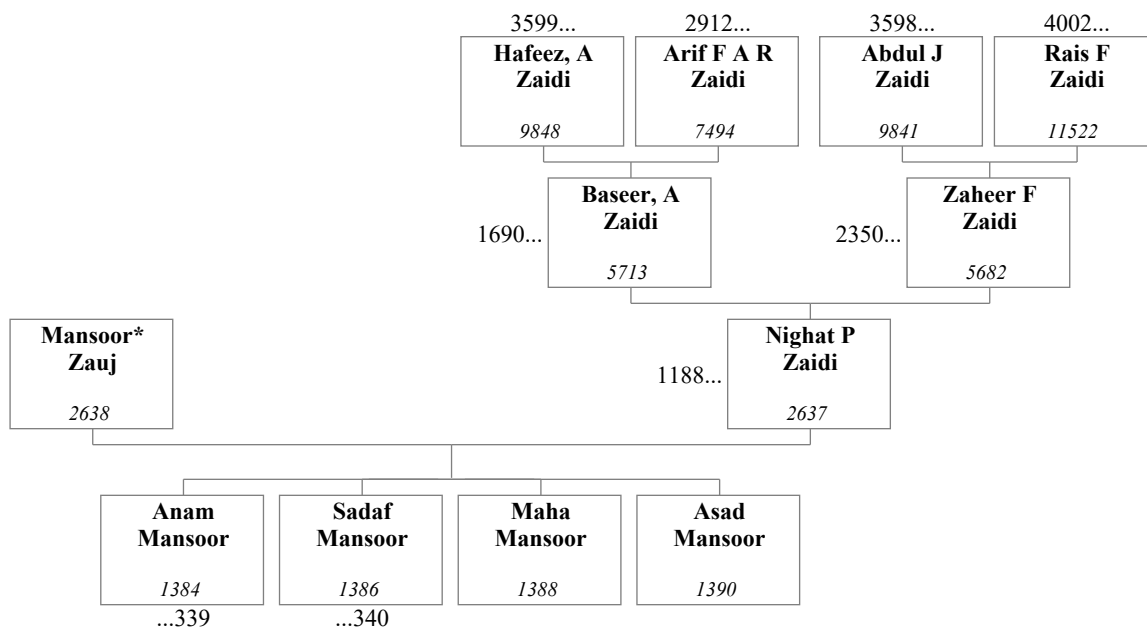 3599... 2912... 3598... 4002...
Hafeez, A
Zaidi
9848
Arif F A R
Zaidi
7494
Abdul J
Zaidi
9841
Rais F
Zaidi
11522
1690...
Baseer, A
Zaidi
5713
2350...
Zaheer F
Zaidi
5682
Mansoor*
Zauj
2638
1188...
Nighat P
Zaidi
2637
Anam
Mansoor
1384
...339
Sadaf
Mansoor
1386
...340
Maha
Mansoor
1388
Asad
Mansoor
1390